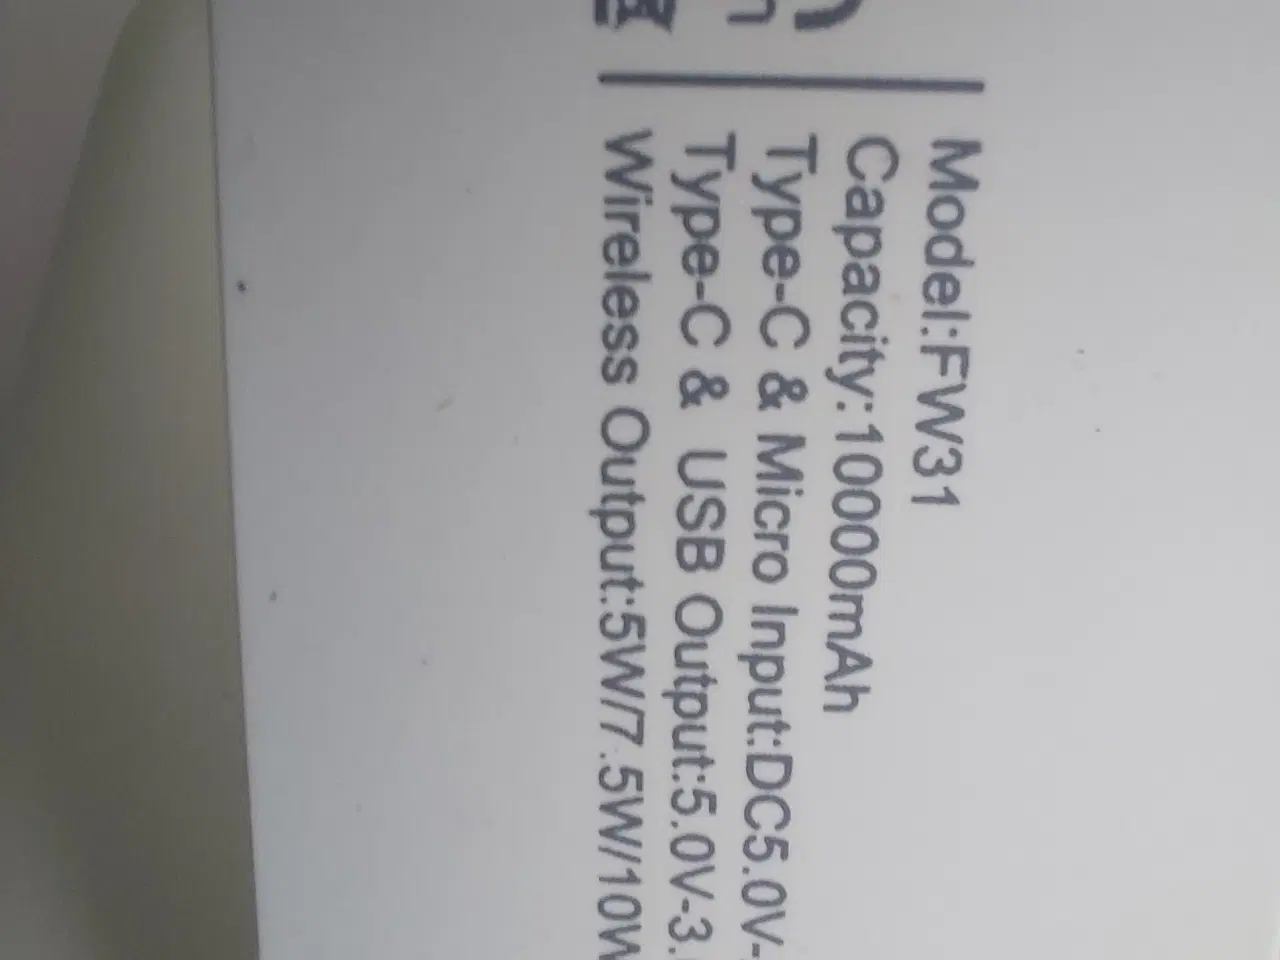 Model:FW31
Capacity:10000mAh
Type-C & Micro Input:DC5.0V-
Type-C & USB Output:5.0V-3.
Wireless Output:5W/7.5W/10W